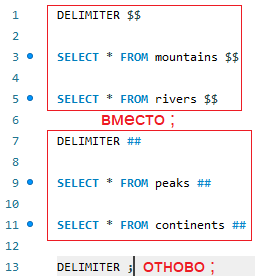 1 DELIMITER $$
2
3 SELECT * FROM mountains $$
4
5 SELECT * FROM rivers $$
6 вместо ;
7 DELIMITER ##
8
9 SELECT * FROM peaks ##
10
11 SELECT * FROM continents ##
12
13 DELIMITER ; отново ;